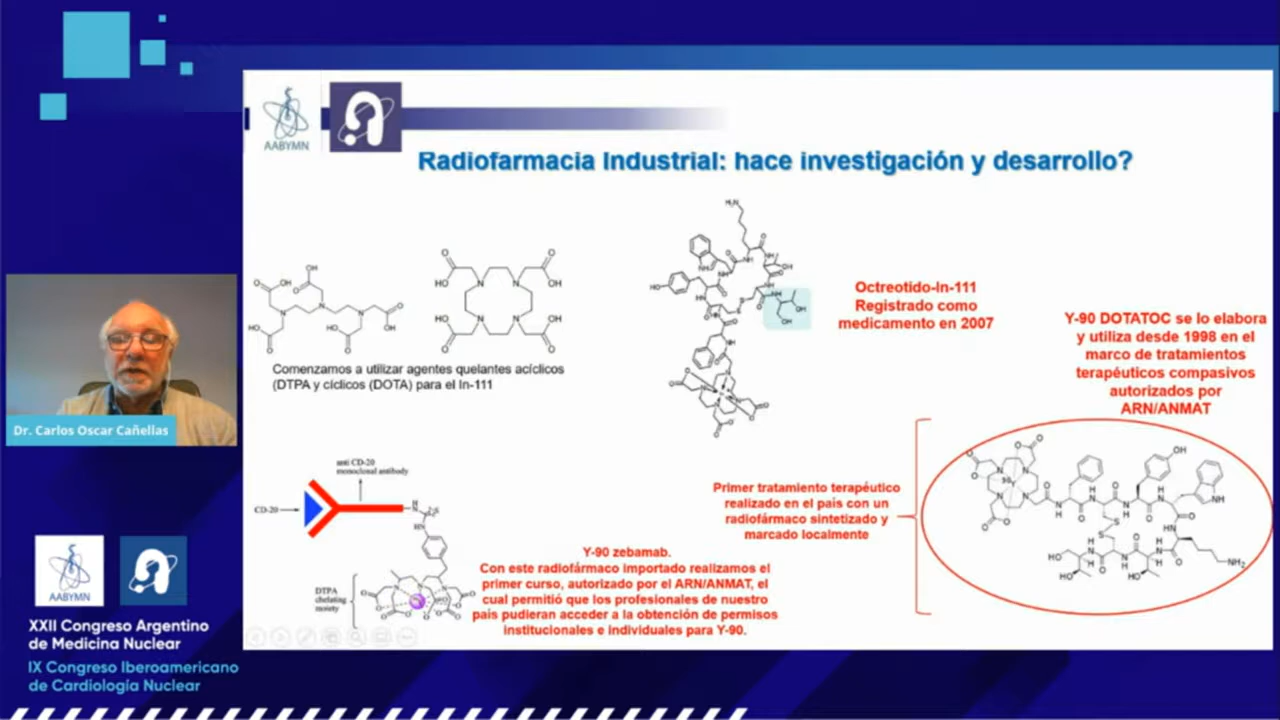 AABYMN
Radiofarmacia Industrial: hace investigación y desarrollo?
Comenzamos a utilizar agentes quelantes acíclicos
(DTPA y cíclicos (DOTA) para el In-111
Octreotido-In-111
Registrado como
medicamento en 2007
Y-90 DOTATOC se lo elabora
y utiliza desde 1998 en el
marco de tratamientos
terapéuticos compasivos
autorizados por
ARN/ANMAT
Primer tratamiento terapéutico
realizado en el país con un
radiofármaco sintetizado y
marcado localmente
anti CD-20
monoclonal antibody
CD-20
DTPA
chelating
moiety
Y-90 zebamab.
Con este radiofármaco importado realizamos el
primer curso, autorizado por el ARN/ANMAT, el
cual permitió que los profesionales de nuestro
país pudieran acceder a la obtención de permisos
institucionales e individuales para Y-90.
Dr. Carlos Oscar Cañellas
AABYMN
XXII Congreso Argentino
de Medicina Nuclear
IX Congreso Iberoamericano
de Cardiología Nuclear